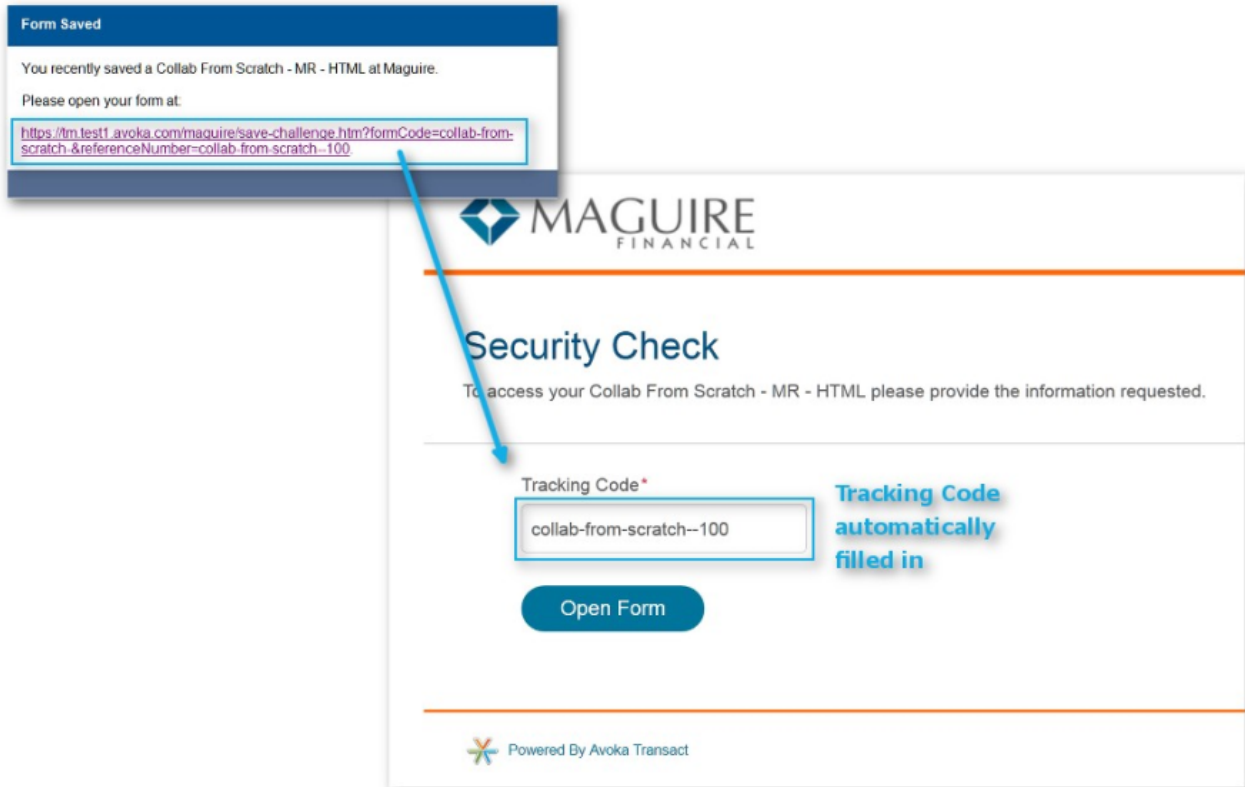 Form Saved
You recently saved a Collab From Scratch - MR - HTML at Maguire.
Please open your form at:
https://tm.test1.avoka.com/maguire/save-challenge.htm?formCode=collab-from-
scratch-&referenceNumber=collab-from-scratch--100.
MAGUIRE
FINANCIAL
Security Check
To access your Collab From Scratch - MR - HTML please provide the information requested.
Tracking Code*
collab-from-scratch--100
Tracking Code
automatically
filled in
Open Form
Powered By Avoka Transact